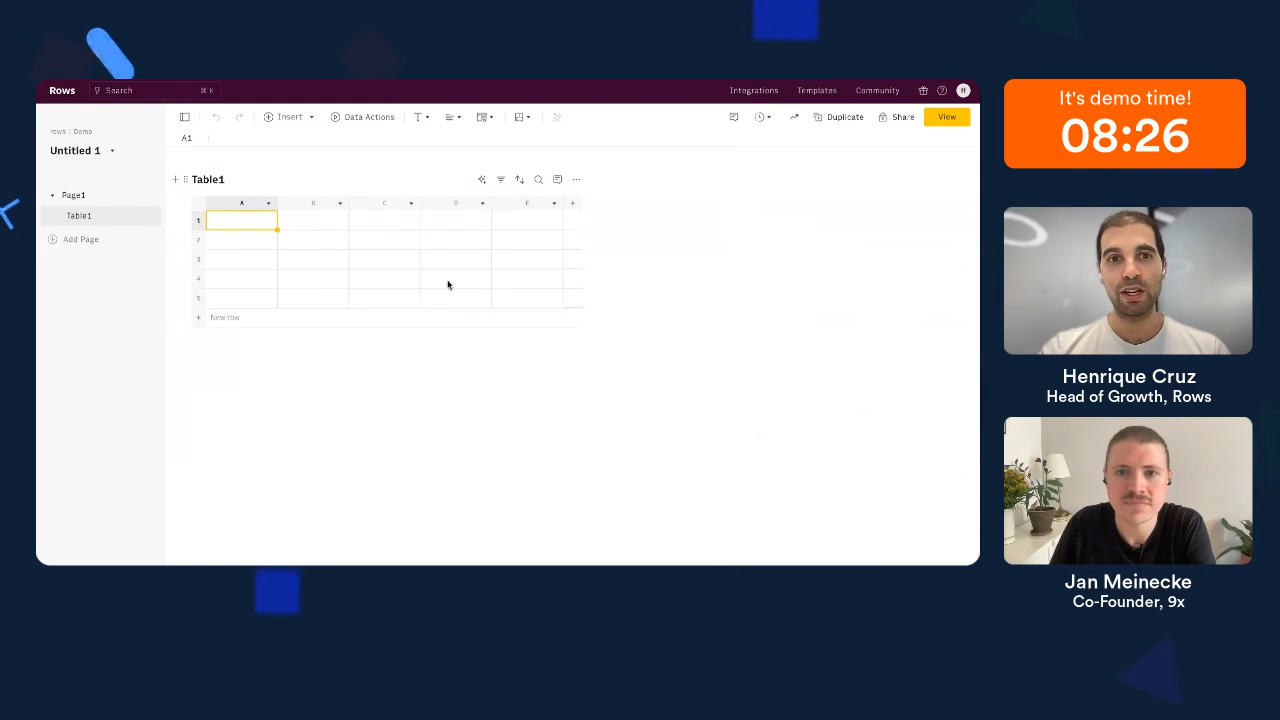 Rows
Search
⌘ K
Integrations
Templates
Community
H
rows / Demo
Untitled 1
Page1
Table1
Add Page
Insert
Data Actions
Duplicate
Share
View
A1
Table1
A B C D E
1
2
3
4
5
New row
It's demo time!
08:26
Henrique Cruz
Head of Growth, Rows
Jan Meinecke
Co-Founder, 9x